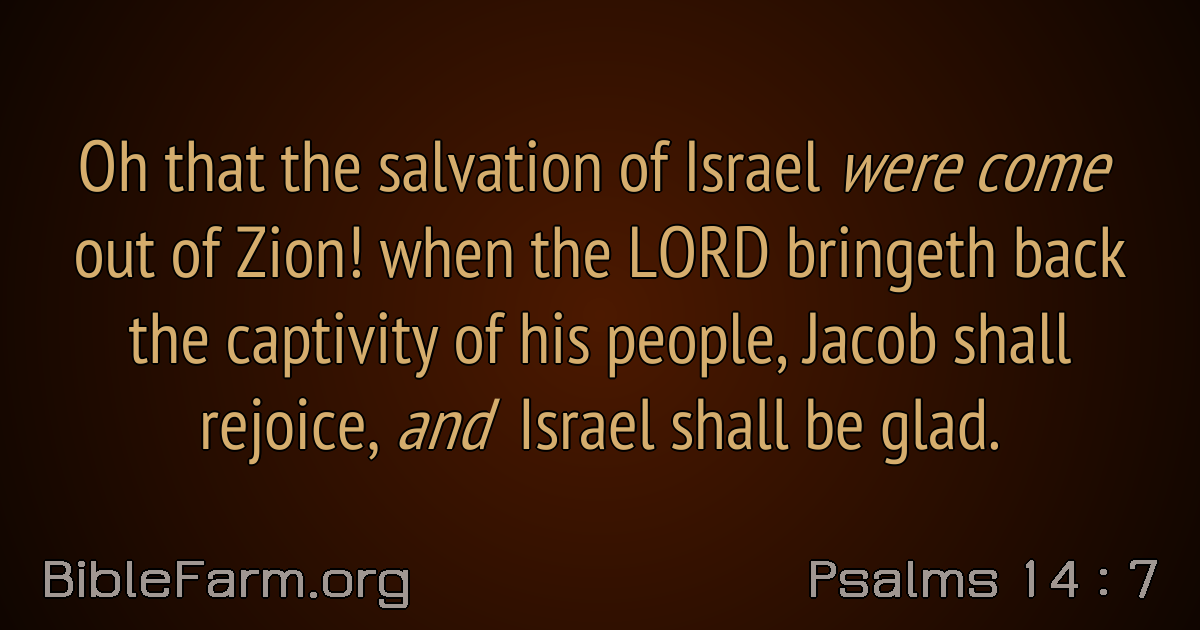 Oh that the salvation of Israel were come
out of Zion! when the LORD bringeth back
the captivity of his people, Jacob shall
rejoice, and Israel shall be glad.
BibleFarm.org
Psalms 14 : 7